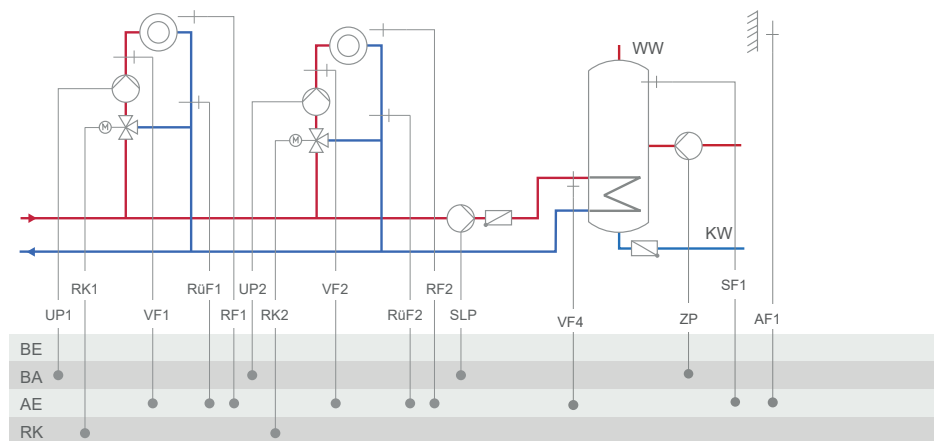 WW
M
M
KW
RK1
RüF1
UP2
VF2
RF2
SF1
UP1
VF1
RF1
RK2
RüF2
SLP
VF4
ZP
AF1
BE
BA
AE
RK